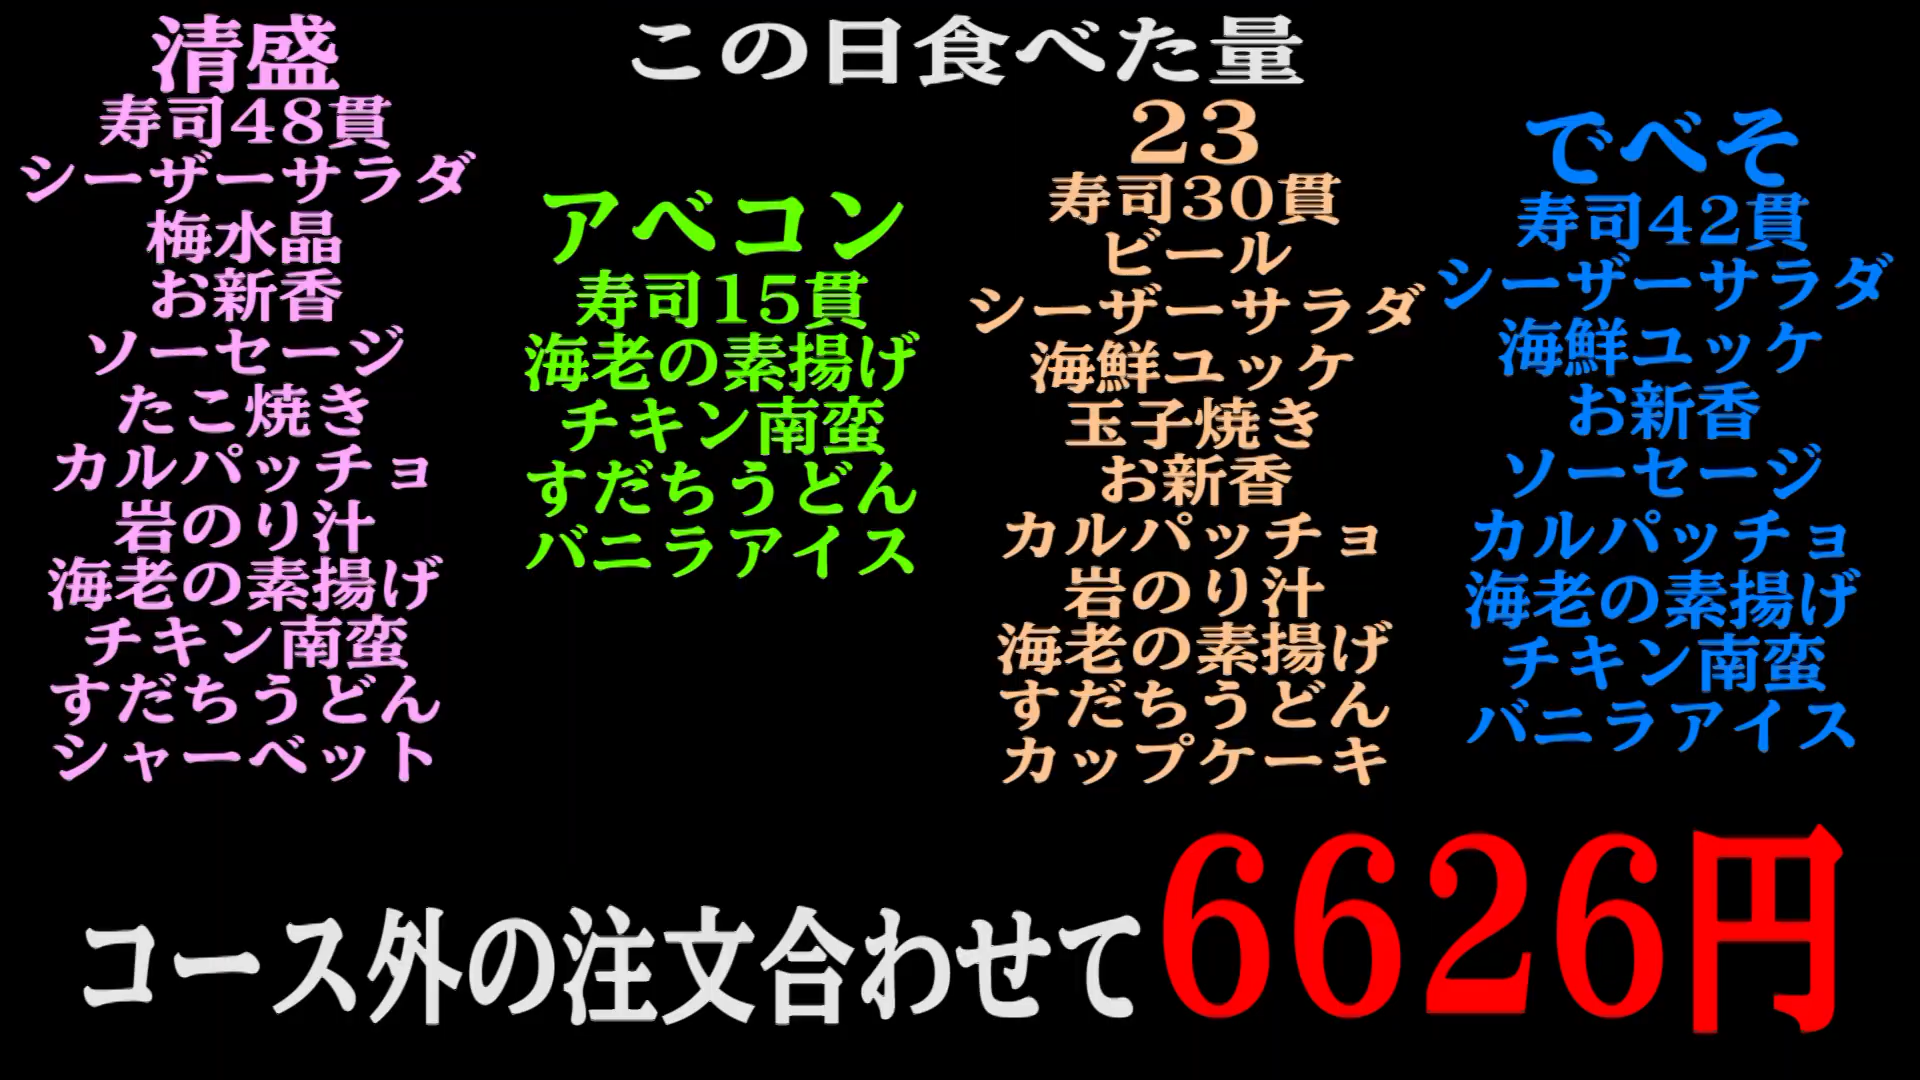 この日食べた量
清盛
寿司48貫
シーザーサラダ
梅水晶
お新香
ソーセージ
たこ焼き
カルパッチョ
岩のり汁
海老の素揚げ
チキン南蛮
すだちうどん
シャーベット
アベコン
寿司15貫
海老の素揚げ
チキン南蛮
すだちうどん
バニラアイス
23
寿司30貫
ビール
シーザーサラダ
海鮮ユッケ
玉子焼き
お新香
カルパッチョ
岩のり汁
海老の素揚げ
すだちうどん
カップケーキ
でべそ
寿司42貫
シーザーサラダ
海鮮ユッケ
お新香
ソーセージ
カルパッチョ
海老の素揚げ
チキン南蛮
バニラアイス
コース外の注文合わせて6626円